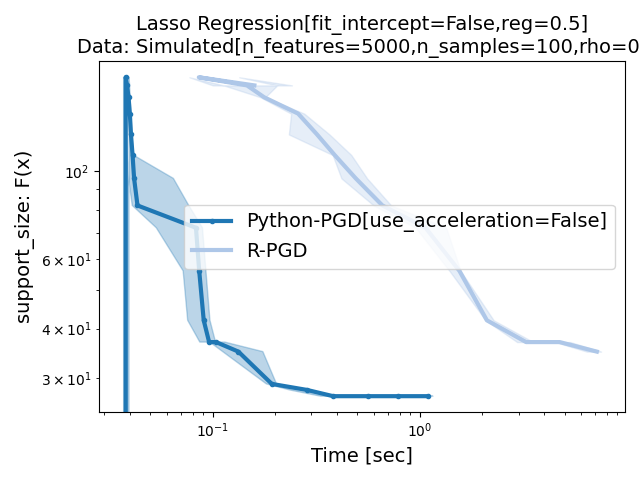 Lasso Regression[fit_intercept=False,reg=0.5]
Data: Simulated[n_features=5000,n_samples=100,rho=0
support_size: F(x)
10²
6 × 10¹
4 × 10¹
3 × 10¹
Python-PGD[use_acceleration=False]
R-PGD
10⁻¹
10⁰
Time [sec]